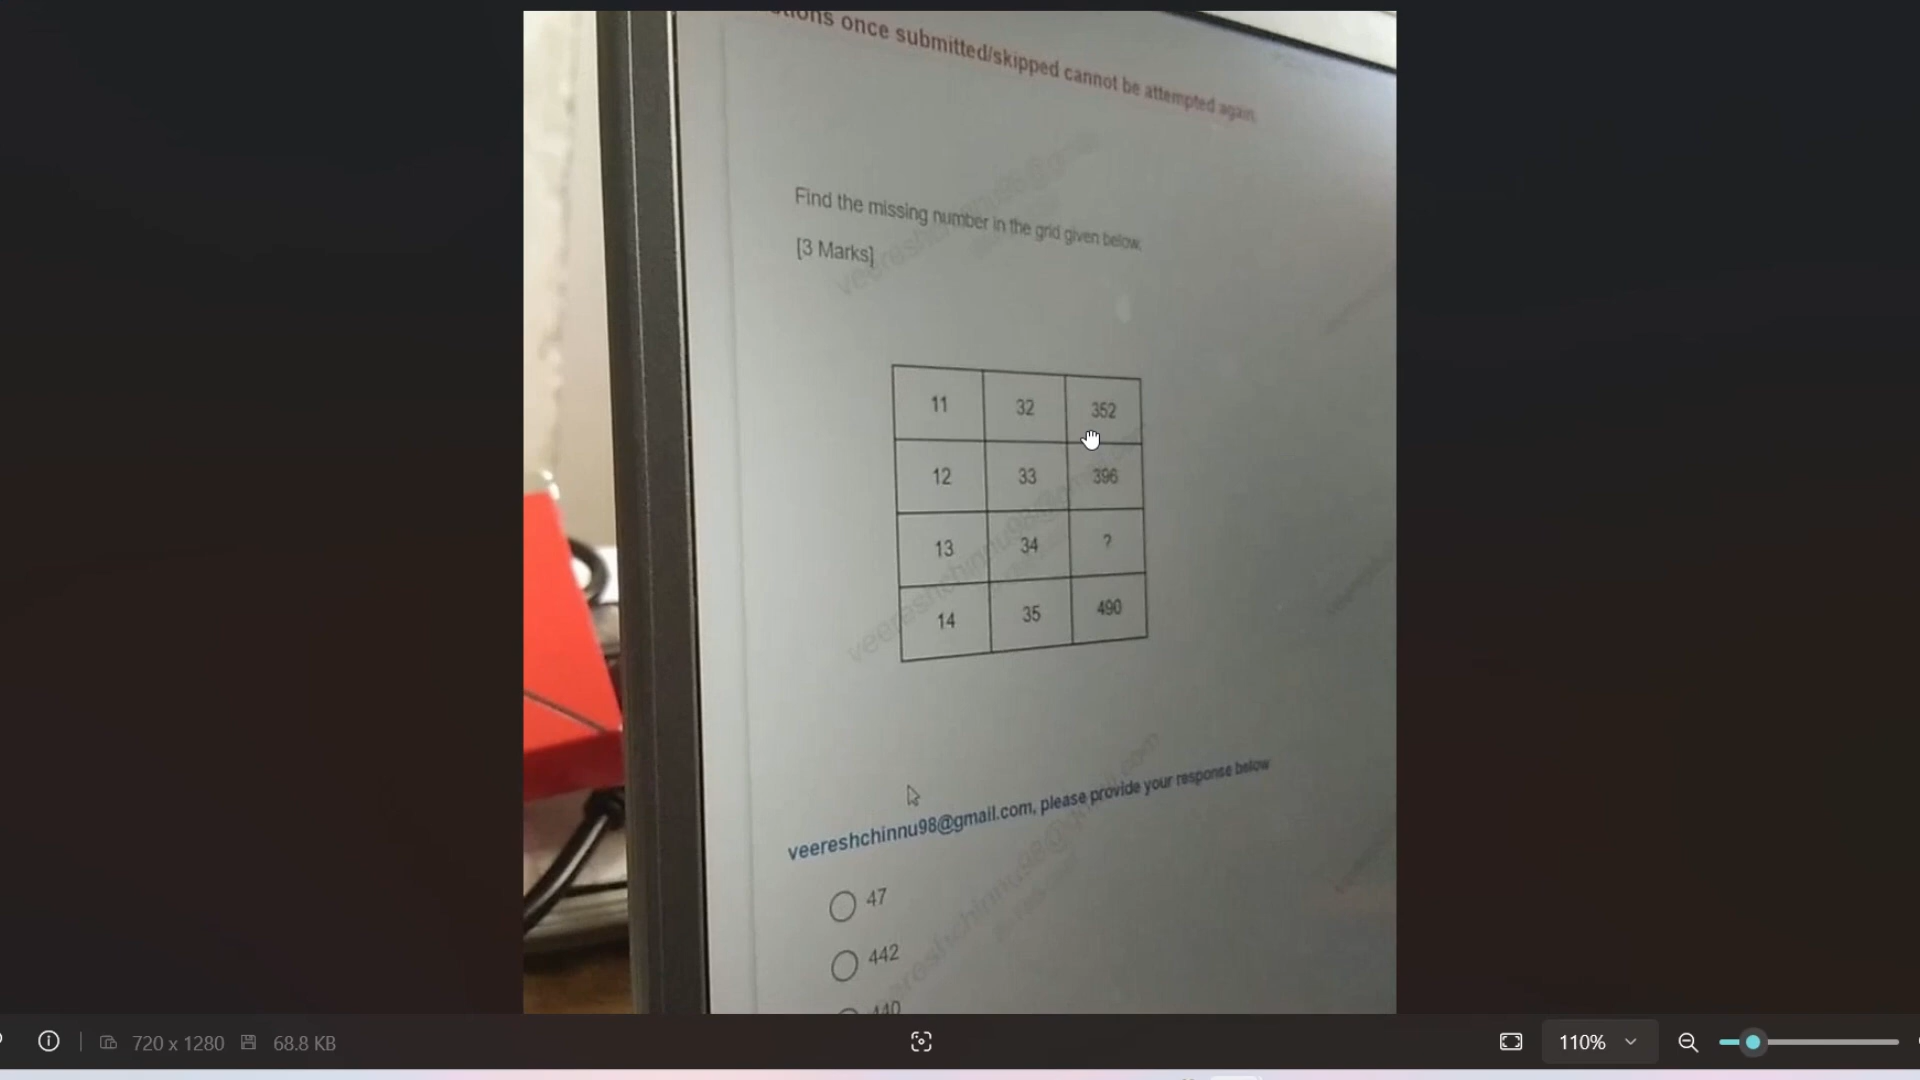 once submitted/skipped cannot be attempted again.
Find the missing number in the grid given below.
[3 Marks]
11 32 352
12 33 396
13 34 ?
14 35 490
veereshchinnu98@gmail.com, please provide your response below
47
442
440
720 x 1280 68.8 KB
110%